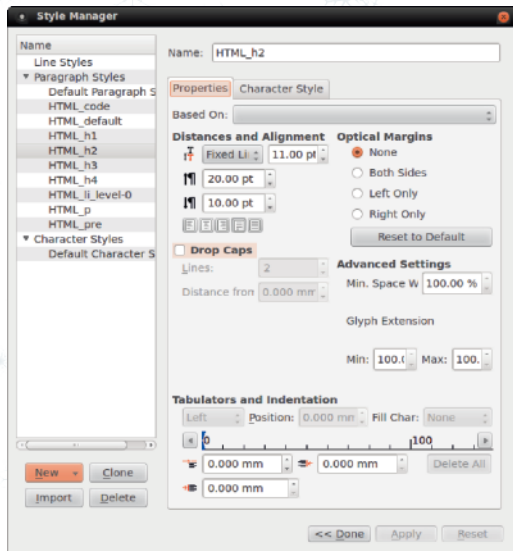 Style Manager
Name
Line Styles
Paragraph Styles
Default Paragraph S
HTML_code
HTML_default
HTML_h1
HTML_h2
HTML_h3
HTML_h4
HTML_li_level-0
HTML_p
HTML_pre
Character Styles
Default Character S
New
Clone
Import
Delete
Name: HTML_h2
Properties Character Style
Based On:
Distances and Alignment
Fixed Li 11.00 pt
20.00 pt
10.00 pt
Drop Caps
Lines: 2
Distance from 0.000 mm
Optical Margins
None
Both Sides
Left Only
Right Only
Reset to Default
Advanced Settings
Min. Space W 100.00 %
Glyph Extension
Min: 100.( Max: 100.
Tabulators and Indentation
Left Position: 0.000 mm Fill Char: None
0 100
0.000 mm 0.000 mm Delete All
0.000 mm
<< Done Apply Reset